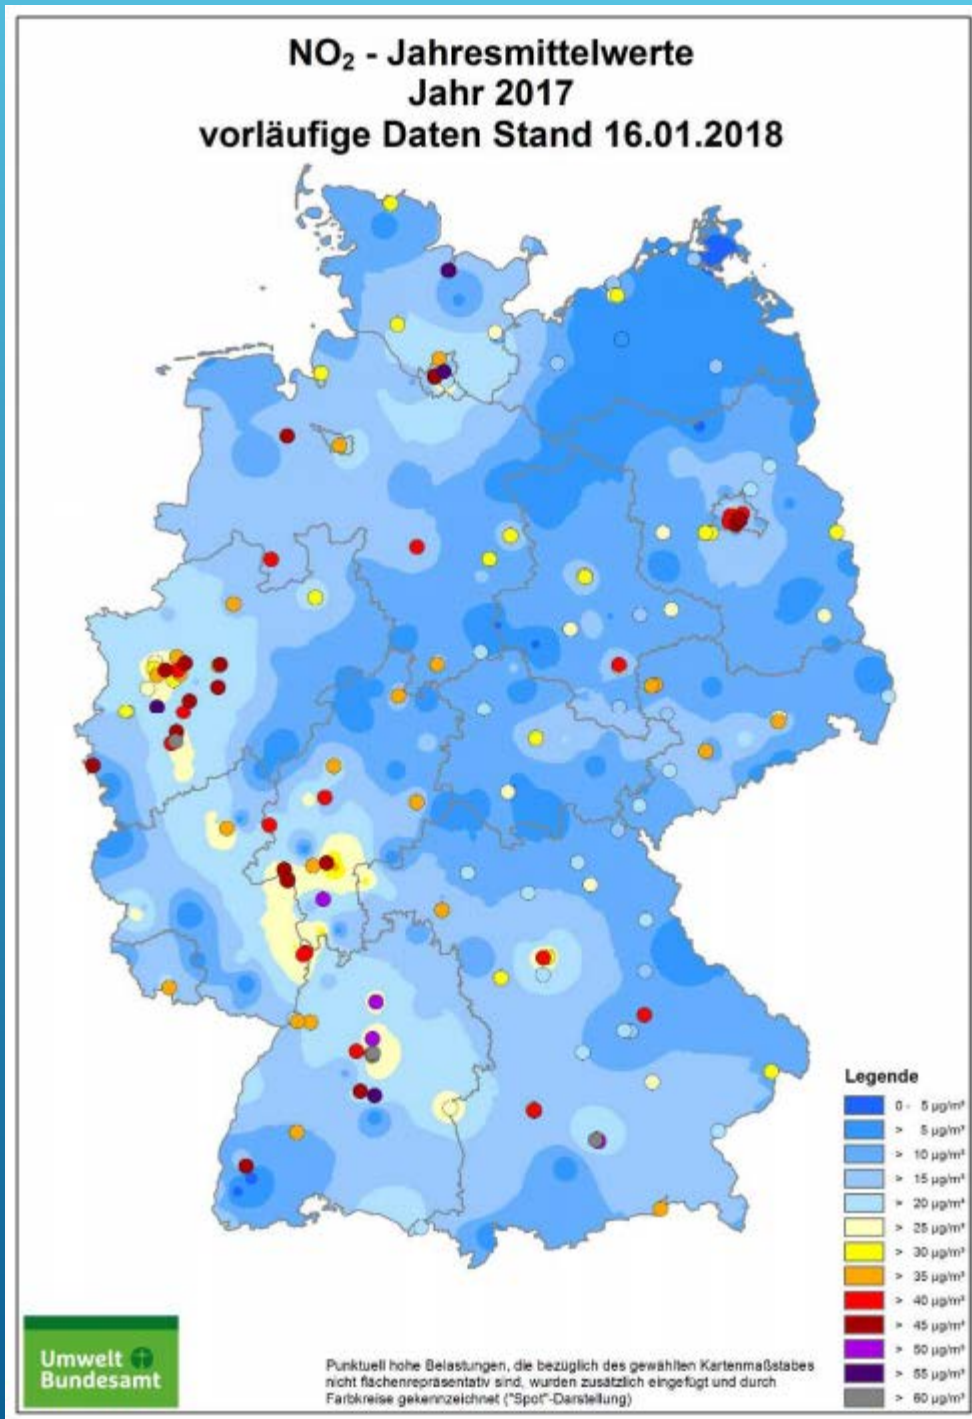 NO₂ - Jahresmittelwerte
Jahr 2017
vorläufige Daten Stand 16.01.2018
Legende
0 - 5 µg/m³
> 5 µg/m³
> 10 µg/m³
> 15 µg/m³
> 20 µg/m³
> 25 µg/m³
> 30 µg/m³
> 35 µg/m³
> 40 µg/m³
> 45 µg/m³
> 50 µg/m³
> 55 µg/m³
> 60 µg/m³
Umwelt
Bundesamt
Punktuell hohe Belastungen, die bezüglich des gewählten Kartenmaßstabes
nicht flächenrepräsentativ sind, wurden zusätzlich eingefügt und durch
Farbkreise gekennzeichnet ("Spot"-Darstellung)